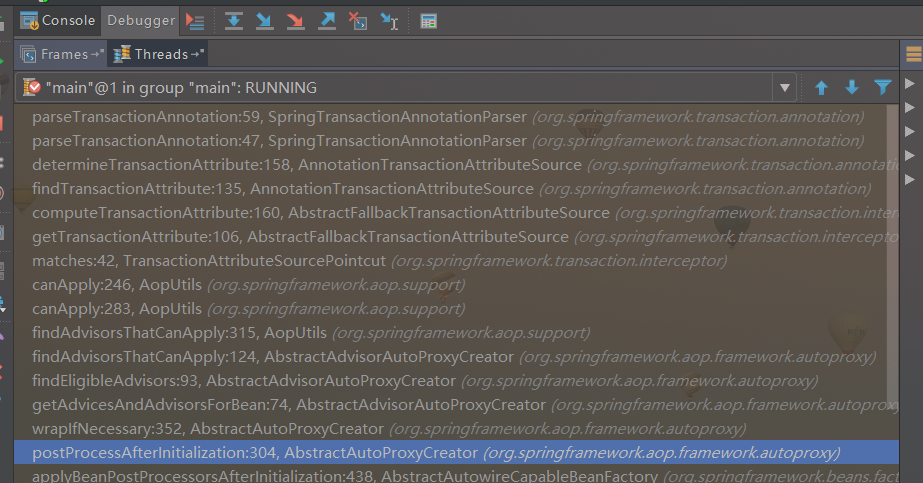 Console Debugger
Frames Threads
"main"@1 in group "main": RUNNING
parseTransactionAnnotation:59, SpringTransactionAnnotationParser (org.springframework.transaction.annotation)
parseTransactionAnnotation:47, SpringTransactionAnnotationParser (org.springframework.transaction.annotation)
determineTransactionAttribute:158, AnnotationTransactionAttributeSource (org.springframework.transaction.annotati
findTransactionAttribute:135, AnnotationTransactionAttributeSource (org.springframework.transaction.annotation)
computeTransactionAttribute:160, AbstractFallbackTransactionAttributeSource (org.springframework.transaction.interc
getTransactionAttribute:106, AbstractFallbackTransactionAttributeSource (org.springframework.transaction.intercepto
matches:42, TransactionAttributeSourcePointcut (org.springframework.transaction.interceptor)
canApply:246, AopUtils (org.springframework.aop.support)
canApply:283, AopUtils (org.springframework.aop.support)
findAdvisorsThatCanApply:315, AopUtils (org.springframework.aop.support)
findAdvisorsThatCanApply:124, AbstractAdvisorAutoProxyCreator (org.springframework.aop.framework.autoproxy)
findEligibleAdvisors:93, AbstractAdvisorAutoProxyCreator (org.springframework.aop.framework.autoproxy)
getAdvicesAndAdvisorsForBean:74, AbstractAdvisorAutoProxyCreator (org.springframework.aop.framework.autoproxy
wrapIfNecessary:352, AbstractAutoProxyCreator (org.springframework.aop.framework.autoproxy)
postProcessAfterInitialization:304, AbstractAutoProxyCreator (org.springframework.aop.framework.autoproxy)
applyBeanPostProcessorsAfterInitialization:438, AbstractAutowireCapableBeanFactory (org.springframework.beans.fact